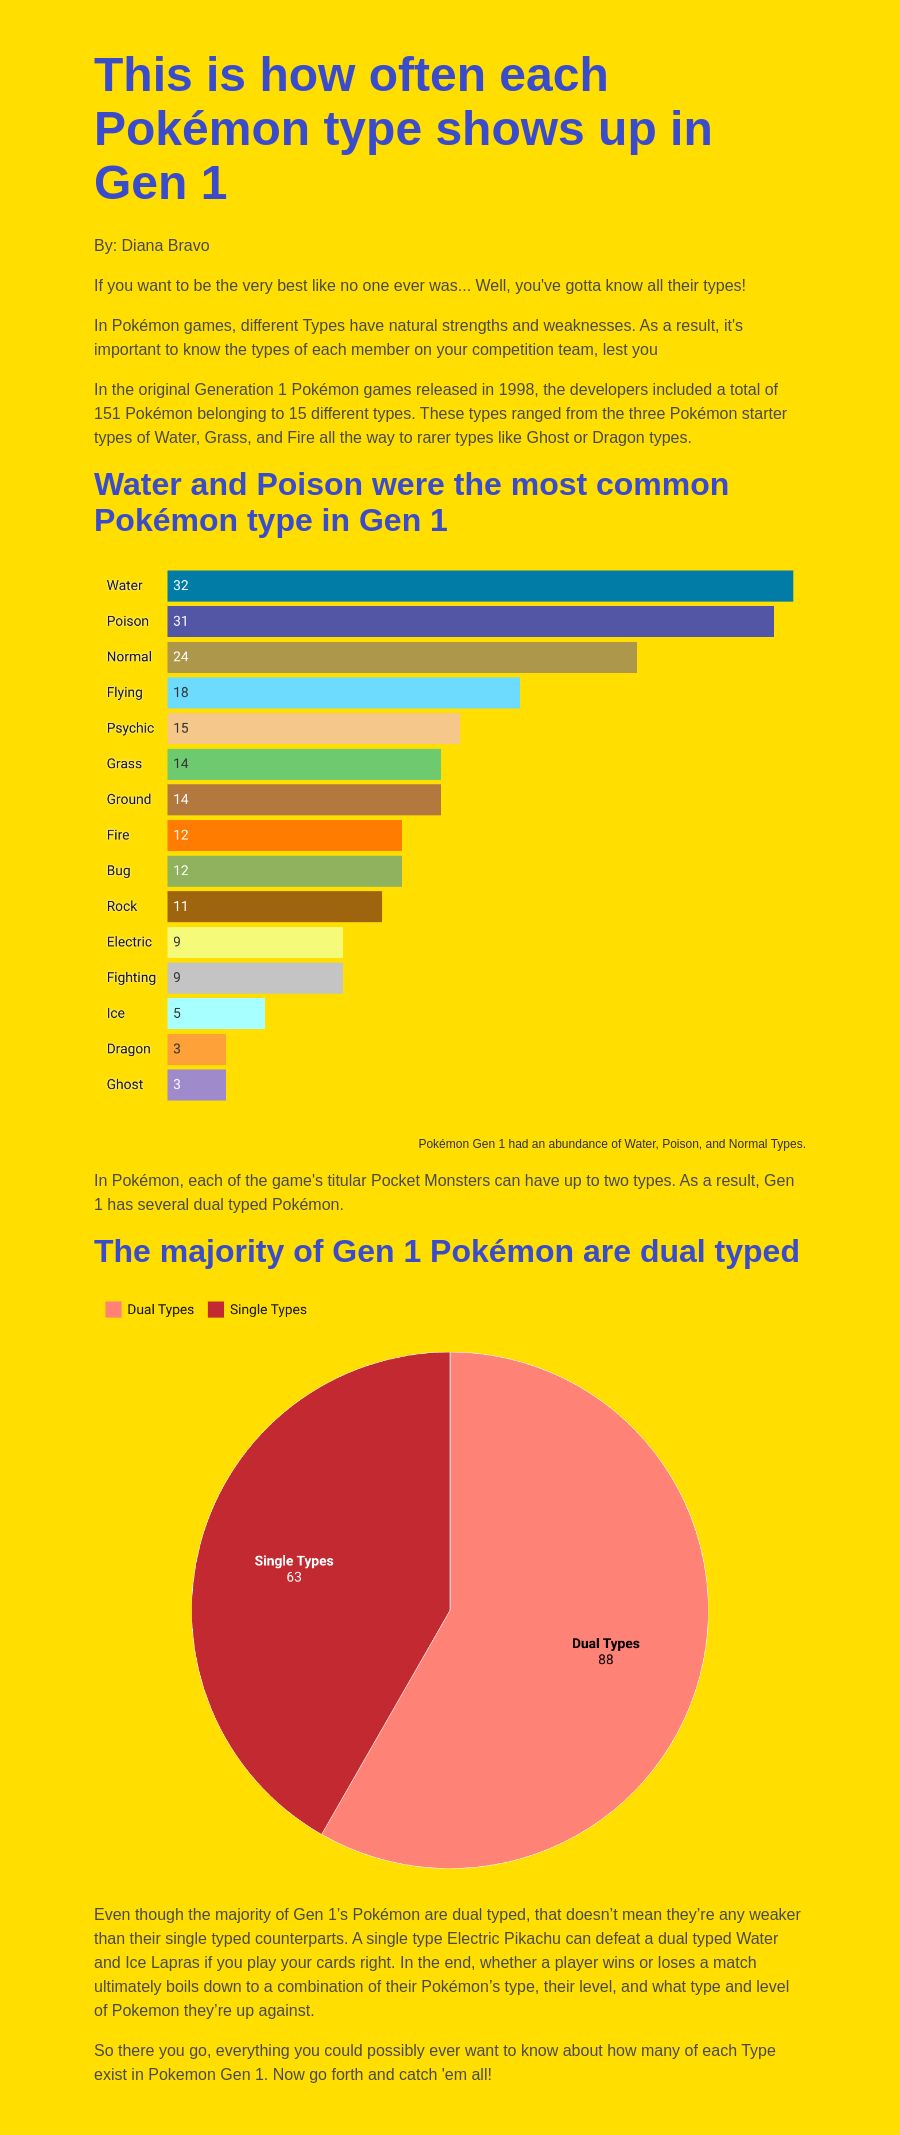 This is how often each
Pokémon type shows up in
Gen 1
By: Diana Bravo
If you want to be the very best like no one ever was... Well, you've gotta know all their types!
In Pokémon games, different Types have natural strengths and weaknesses. As a result, it's
important to know the types of each member on your competition team, lest you
In the original Generation 1 Pokémon games released in 1998, the developers included a total of
151 Pokémon belonging to 15 different types. These types ranged from the three Pokémon starter
types of Water, Grass, and Fire all the way to rarer types like Ghost or Dragon types.
Water and Poison were the most common
Pokémon type in Gen 1
Water 32
Poison 31
Normal 24
Flying 18
Psychic 15
Grass 14
Ground 14
Fire 12
Bug 12
Rock 11
Electric 9
Fighting 9
Ice 5
Dragon 3
Ghost 3
Pokémon Gen 1 had an abundance of Water, Poison, and Normal Types.
In Pokémon, each of the game's titular Pocket Monsters can have up to two types. As a result, Gen
1 has several dual typed Pokémon.
The majority of Gen 1 Pokémon are dual typed
Dual Types Single Types
Single Types
63
Dual Types
88
Even though the majority of Gen 1’s Pokémon are dual typed, that doesn’t mean they’re any weaker
than their single typed counterparts. A single type Electric Pikachu can defeat a dual typed Water
and Ice Lapras if you play your cards right. In the end, whether a player wins or loses a match
ultimately boils down to a combination of their Pokémon’s type, their level, and what type and level
of Pokemon they’re up against.
So there you go, everything you could possibly ever want to know about how many of each Type
exist in Pokemon Gen 1. Now go forth and catch 'em all!